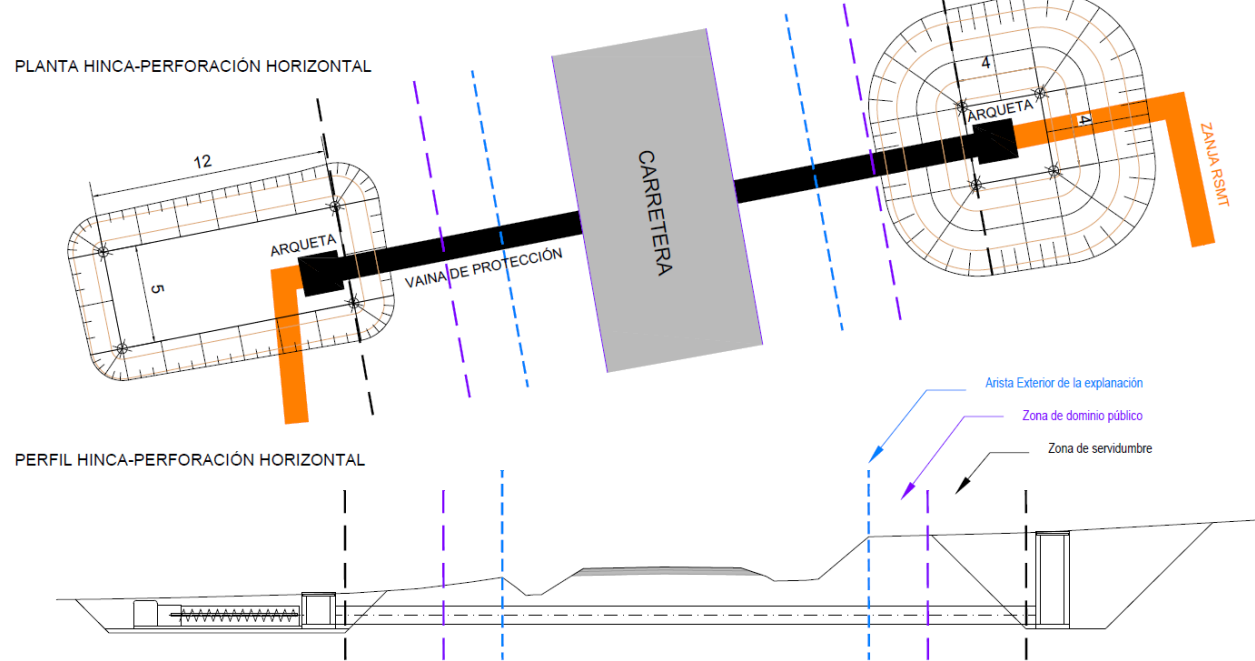 PLANTA HINCA-PERFORACIÓN HORIZONTAL
12
ARQUETA
5
VAINA DE PROTECCIÓN
CARRETERA
4
ARQUETA
4
ZANJA RSMT
Arista Exterior de la explanación
Zona de dominio público
Zona de servidumbre
PERFIL HINCA-PERFORACIÓN HORIZONTAL